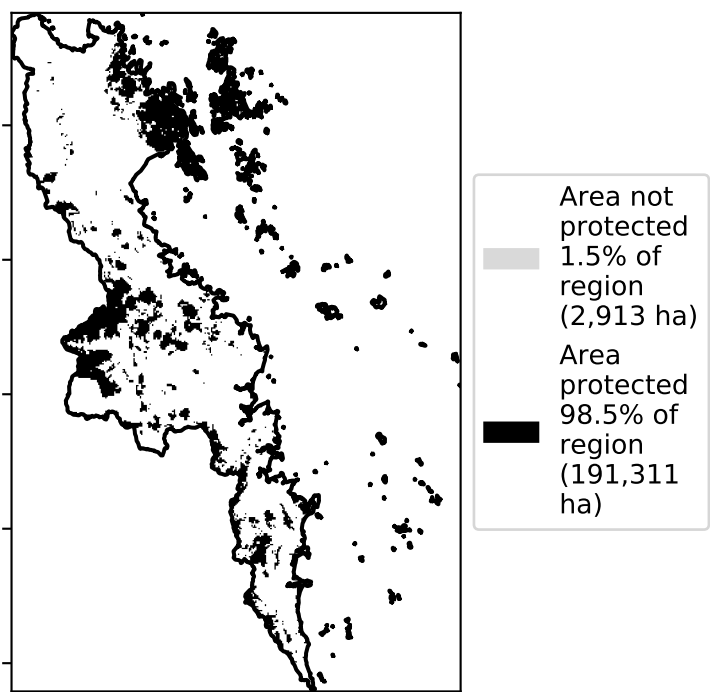 Area not
protected
1.5% of
region
(2,913 ha)
Area
protected
98.5% of
region
(191,311
ha)